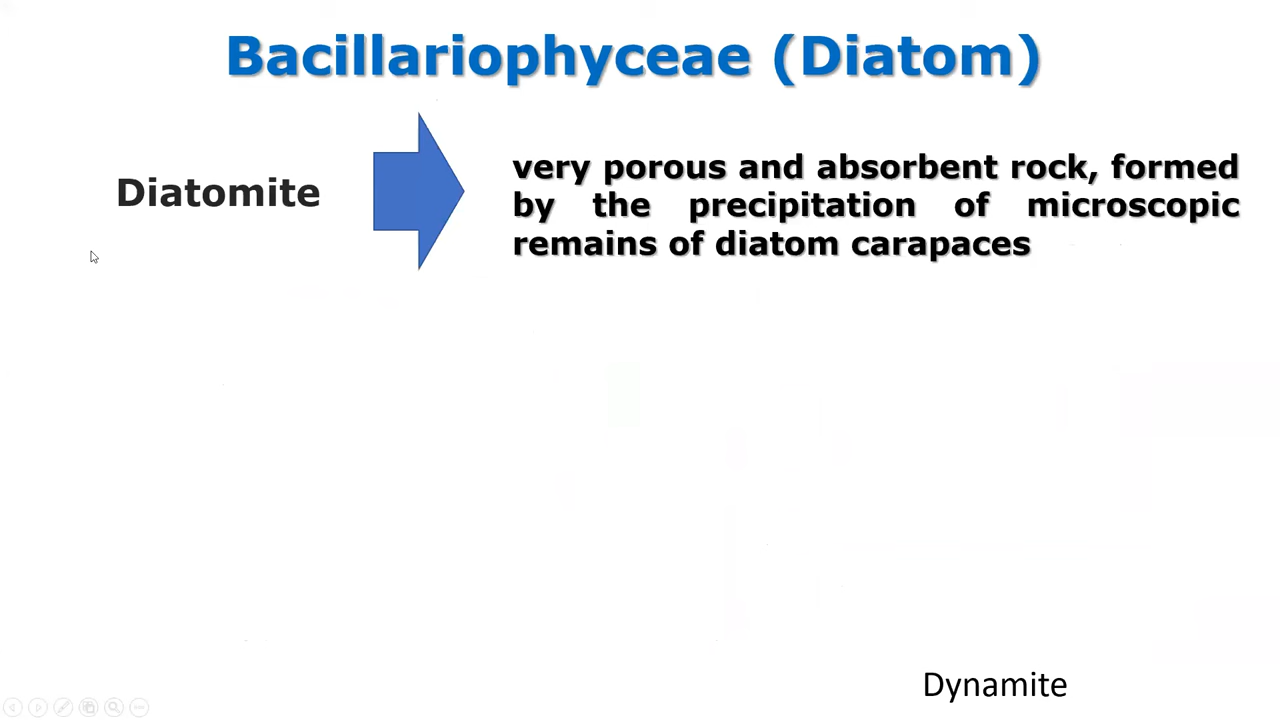 Bacillariophyceae (Diatom)
Diatomite
very porous and absorbent rock, formed
by the precipitation of microscopic
remains of diatom carapaces
Dynamite